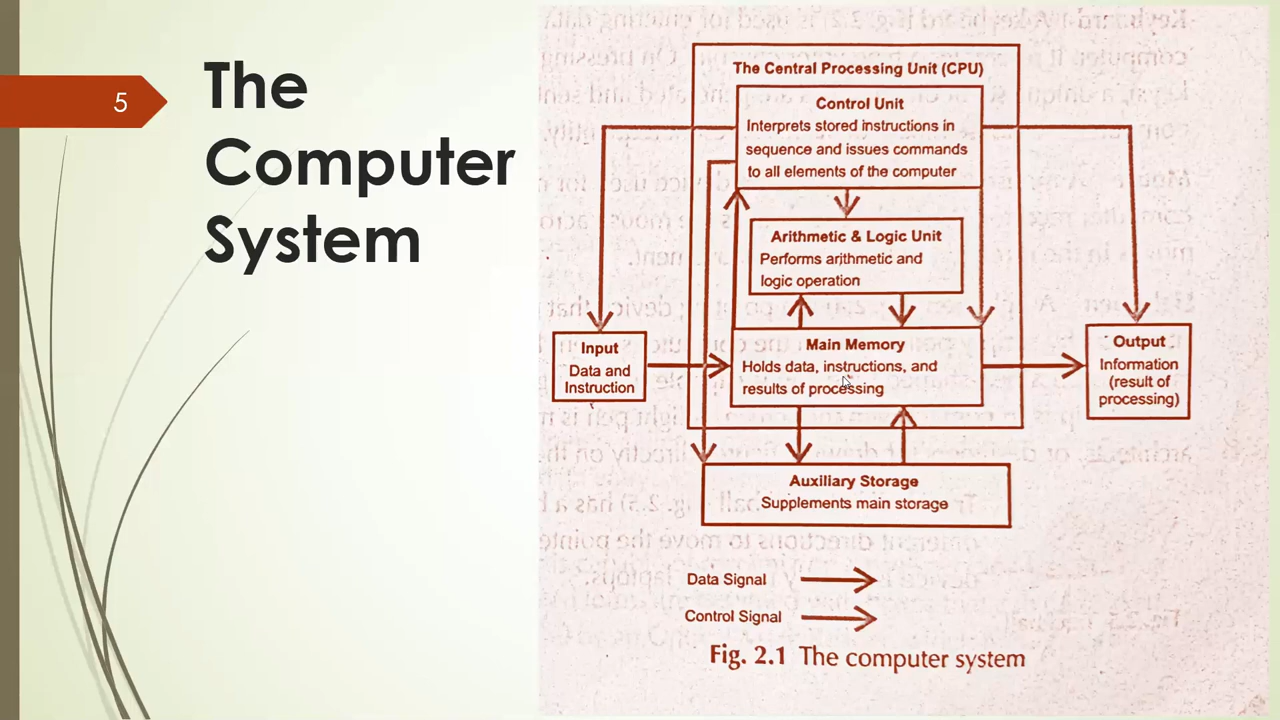 5
The
Computer
System
The Central Processing Unit (CPU)
Control Unit
Interprets stored instructions in
sequence and issues commands
to all elements of the computer
Arithmetic & Logic Unit
Performs arithmetic and
logic operation
Main Memory
Holds data, instructions, and
results of processing
Input
Data and
Instruction
Output
Information
(result of
processing)
Auxiliary Storage
Supplements main storage
Data Signal
Control Signal
Fig. 2.1 The computer system